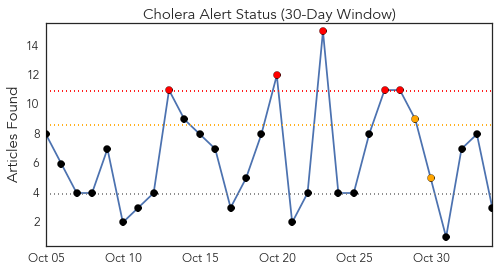 Cholera Alert Status (30-Day Window)
Articles Found
14
12
10
8
6
4
2
Oct 05 Oct 10 Oct 15 Oct 20 Oct 25 Oct 30